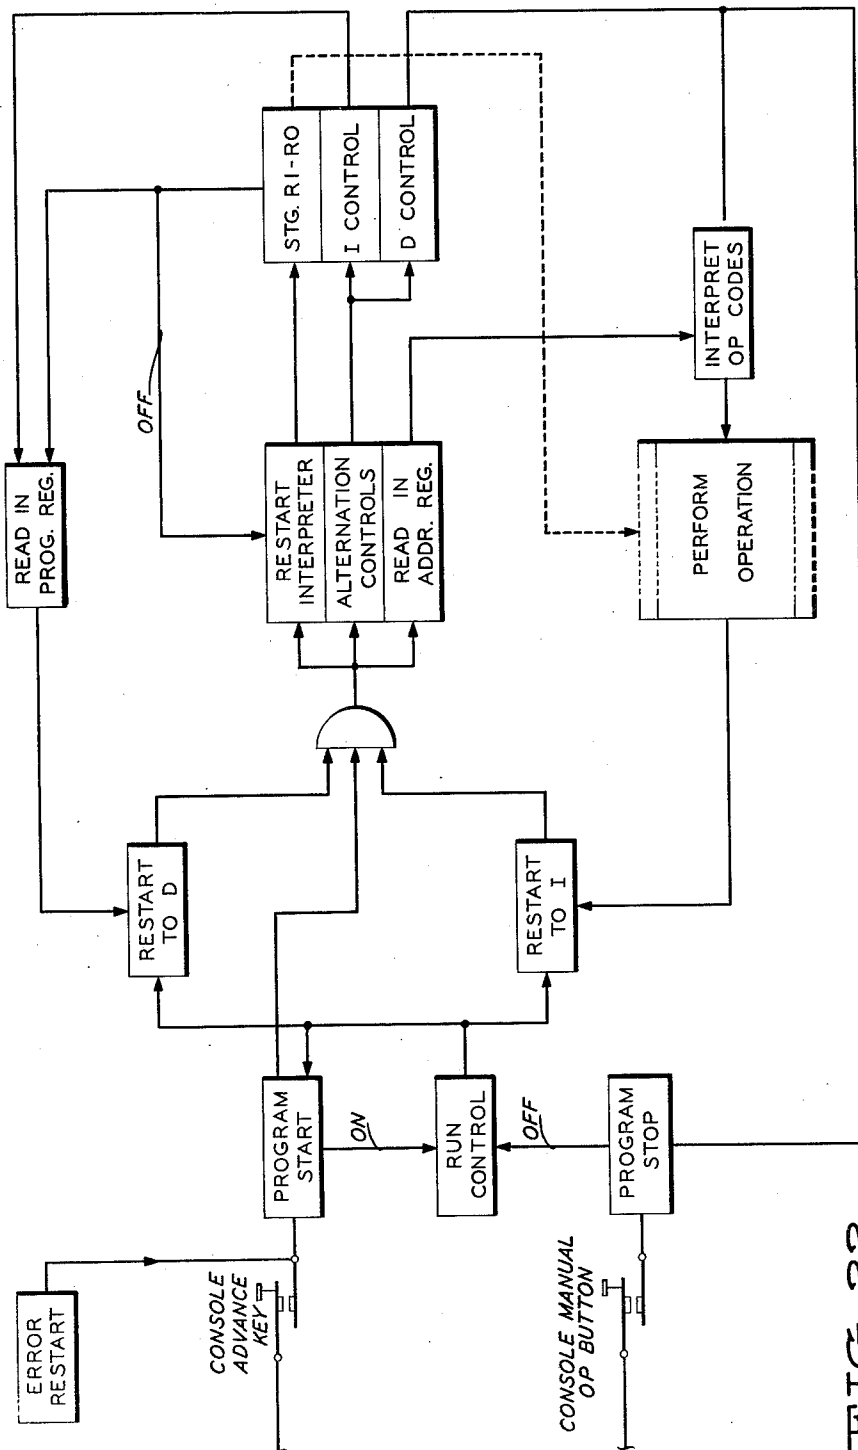 ERROR
RESTART
CONSOLE
ADVANCE
KEY
CONSOLE MANUAL
OP BUTTON
PROGRAM
START
ON
RUN
CONTROL
OFF
PROGRAM
STOP
RESTART
TO D
RESTART
TO I
READ IN
PROG. REG.
OFF
RESTART
INTERPRETER
ALTERNATION
CONTROLS
READ IN
ADDR. REG.
PERFORM
OPERATION
STG. RI-RO
I CONTROL
D CONTROL
INTERPRET
OP CODES